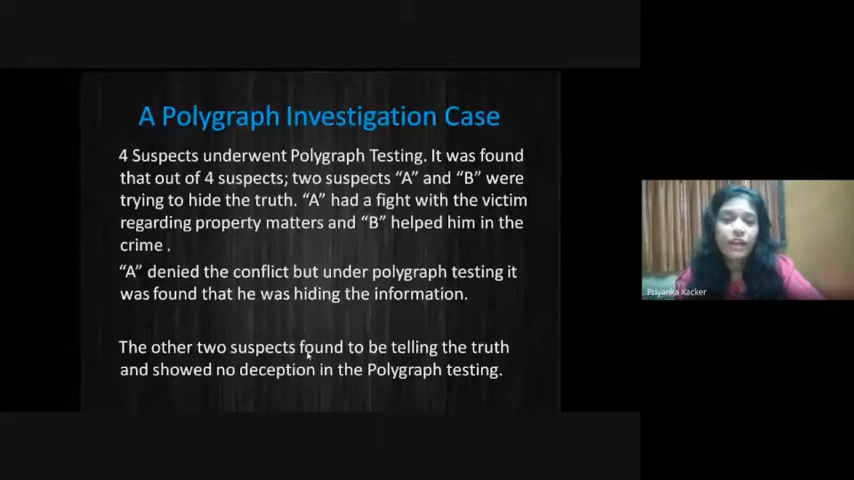 A Polygraph Investigation Case
4 Suspects underwent Polygraph Testing. It was found
that out of 4 suspects; two suspects “A” and “B” were
trying to hide the truth. “A” had a fight with the victim
regarding property matters and “B” helped him in the
crime .
“A” denied the conflict but under polygraph testing it
was found that he was hiding the information.
The other two suspects found to be telling the truth
and showed no deception in the Polygraph testing.
Priyanka Kacker